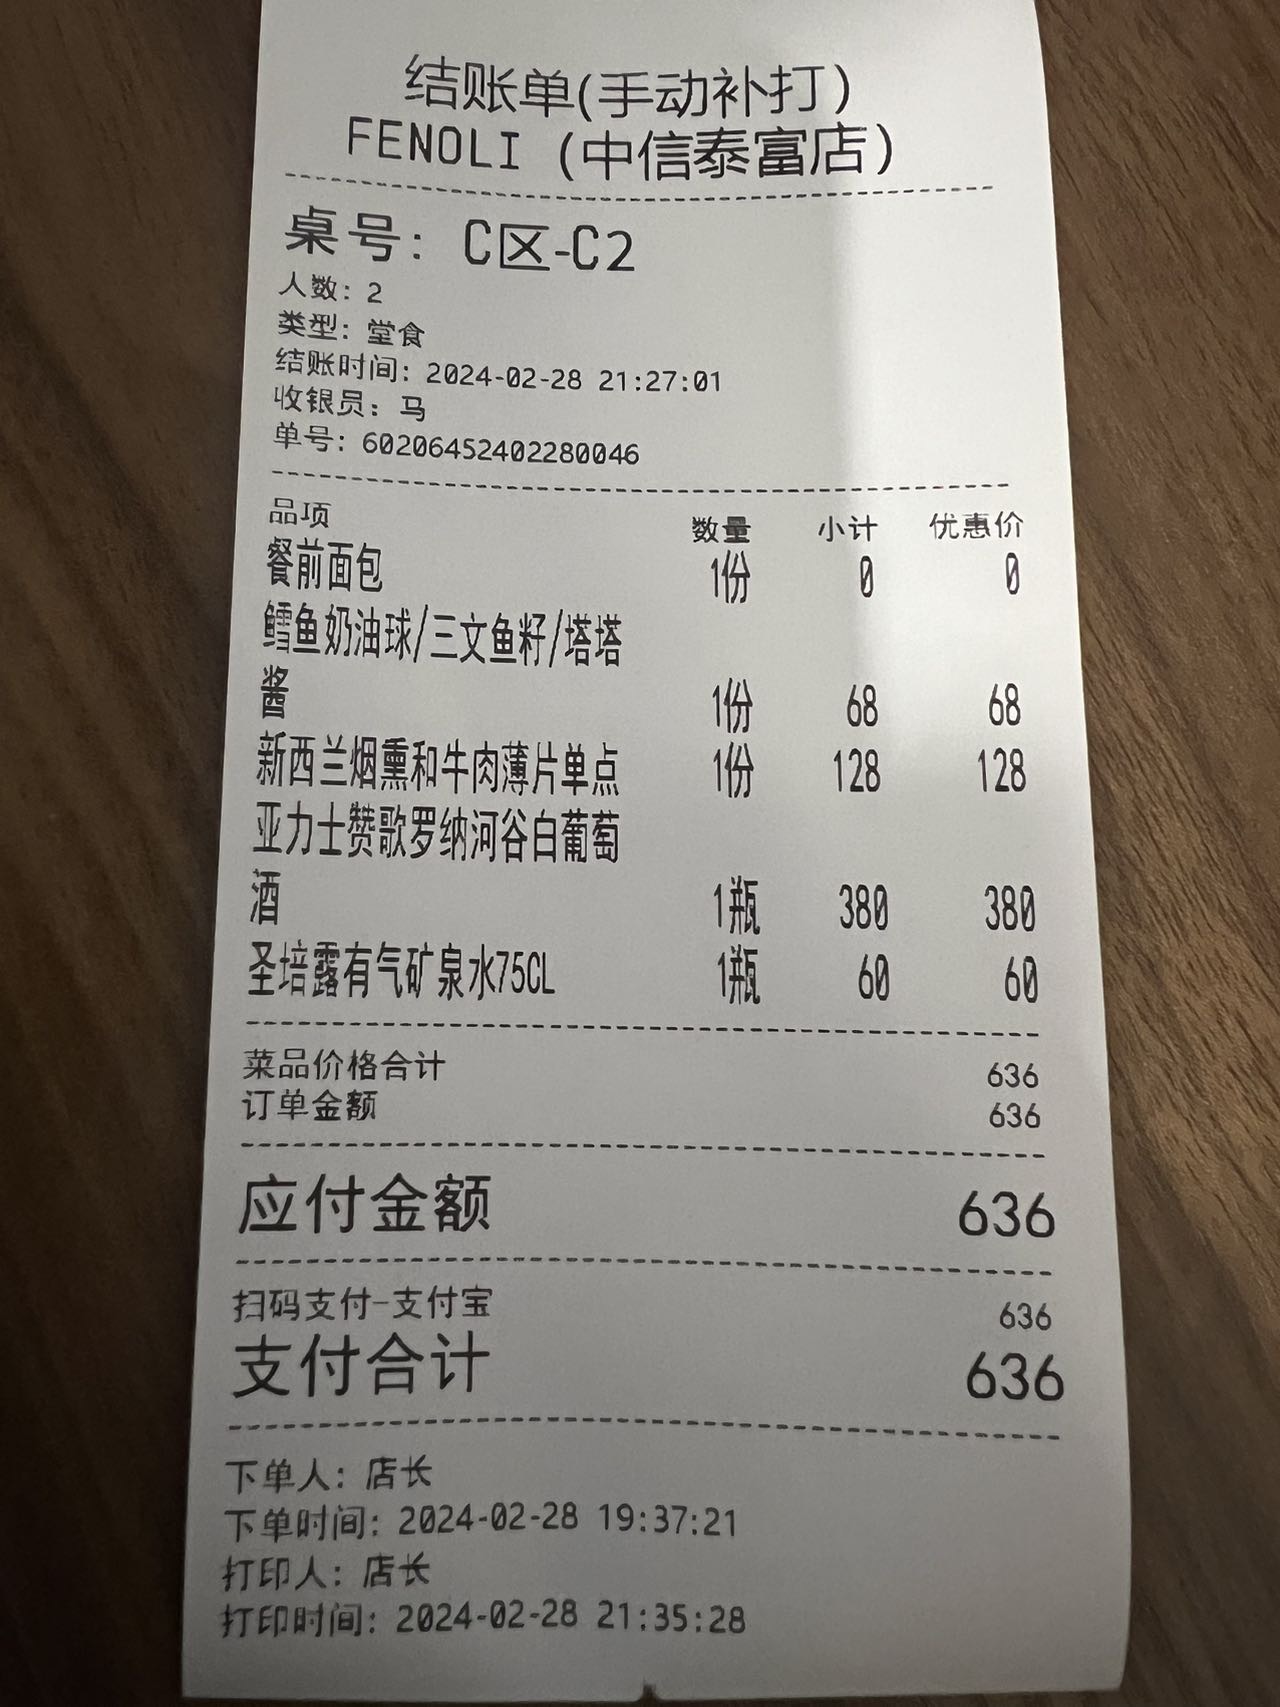 结账单(手动补打)
FENOLI (中信泰富店)
桌号: C区-C2
人数: 2
类型: 堂食
结账时间: 2024-02-28 21:27:01
收银员: 马
单号: 60206452402280046
品项 数量 小计 优惠价
餐前面包 1份 0 0
鳕鱼奶油球/三文鱼籽/塔塔
酱 1份 68 68
新西兰烟熏和牛肉薄片单点 1份 128 128
亚力士赞歌罗纳河谷白葡萄
酒 1瓶 380 380
圣培露有气矿泉水75CL 1瓶 60 60
菜品价格合计 636
订单金额 636
应付金额 636
扫码支付-支付宝 636
支付合计 636
下单人: 店长
下单时间: 2024-02-28 19:37:21
打印人: 店长
打印时间: 2024-02-28 21:35:28